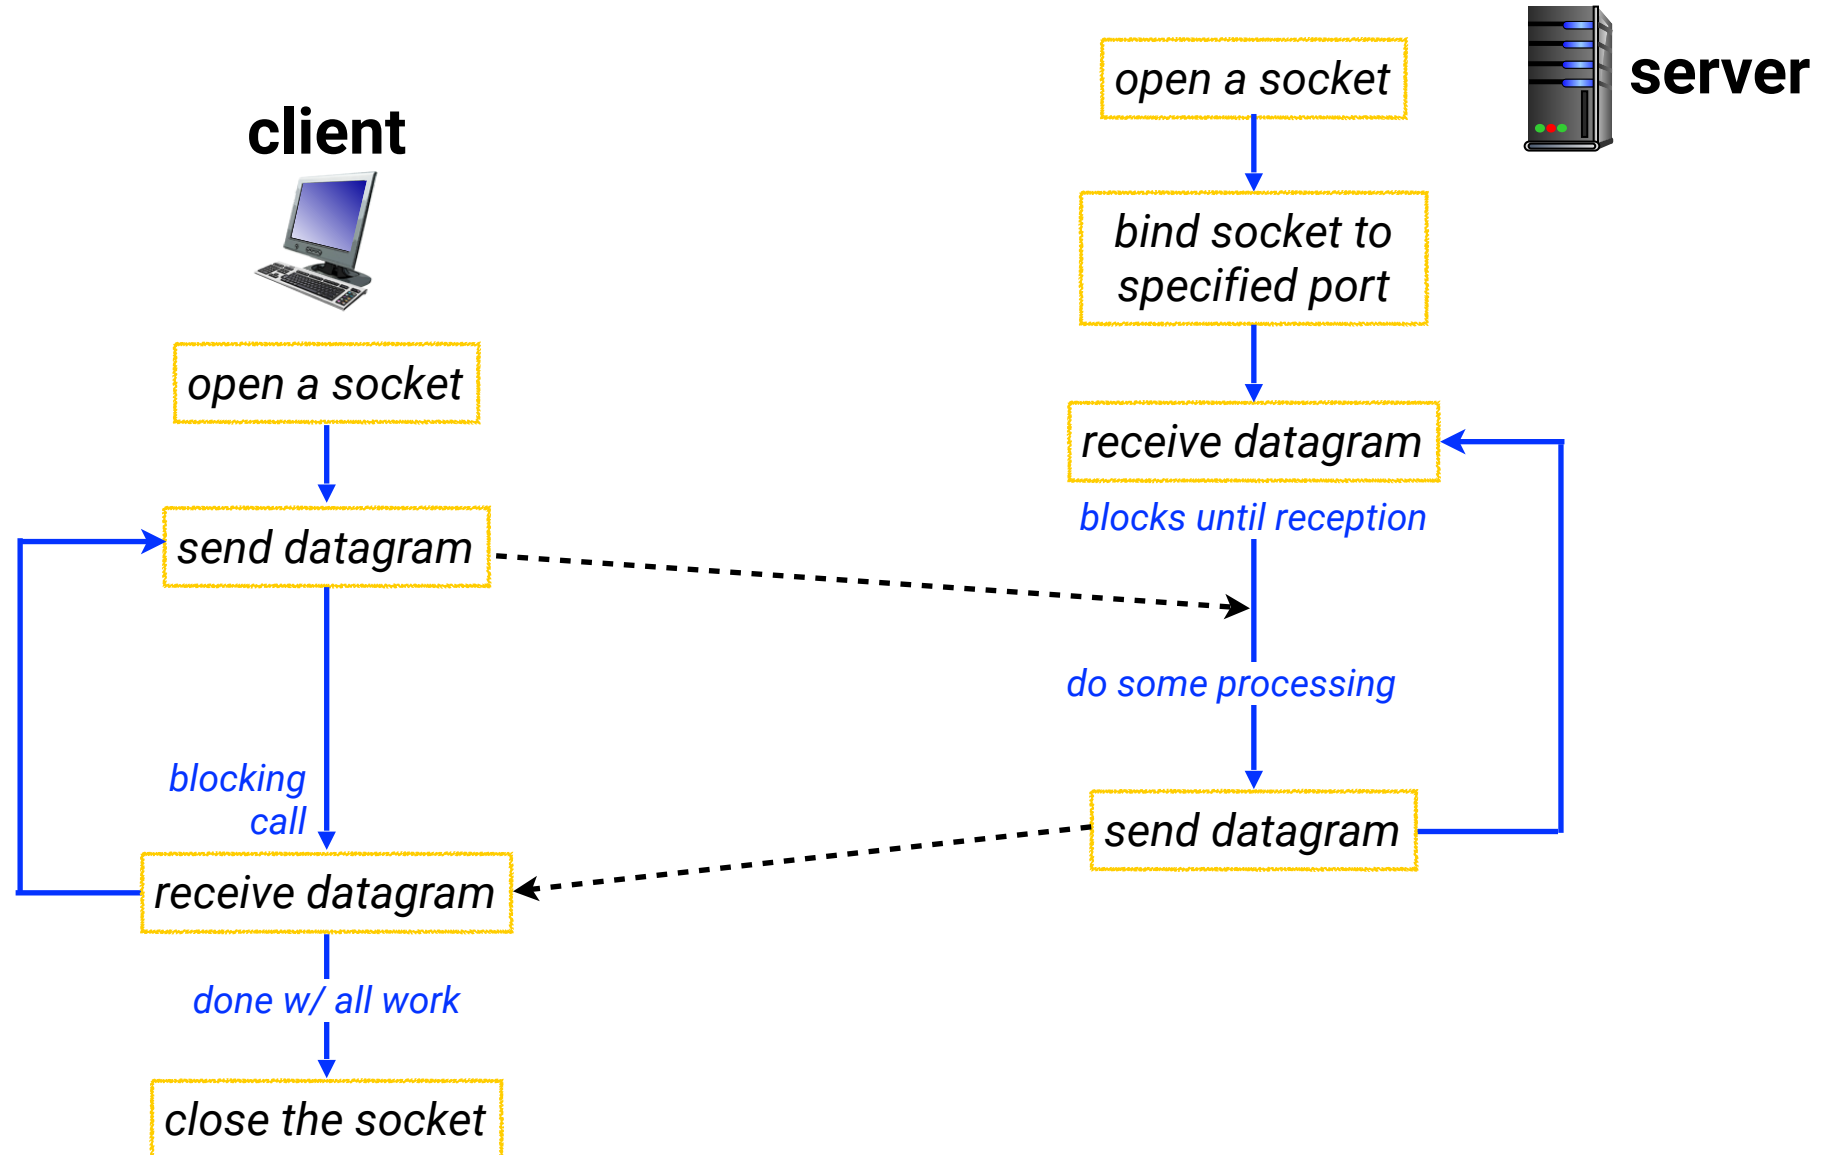 client
open a socket
send datagram
blocking
call
receive datagram
done w/ all work
close the socket
server
open a socket
bind socket to
specified port
receive datagram
blocks until reception
do some processing
send datagram